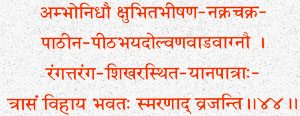 अम्भोनिधौ क्षुभितभीषण-नक्रचक्र-
पाठीन-पीठभयदोल्वणवाडवाग्नौ ।
रंगत्तरंग-शिखरस्थित-यानपात्राः-
त्रासं विहाय भवतः स्मरणाद् व्रजन्ति॥४४॥